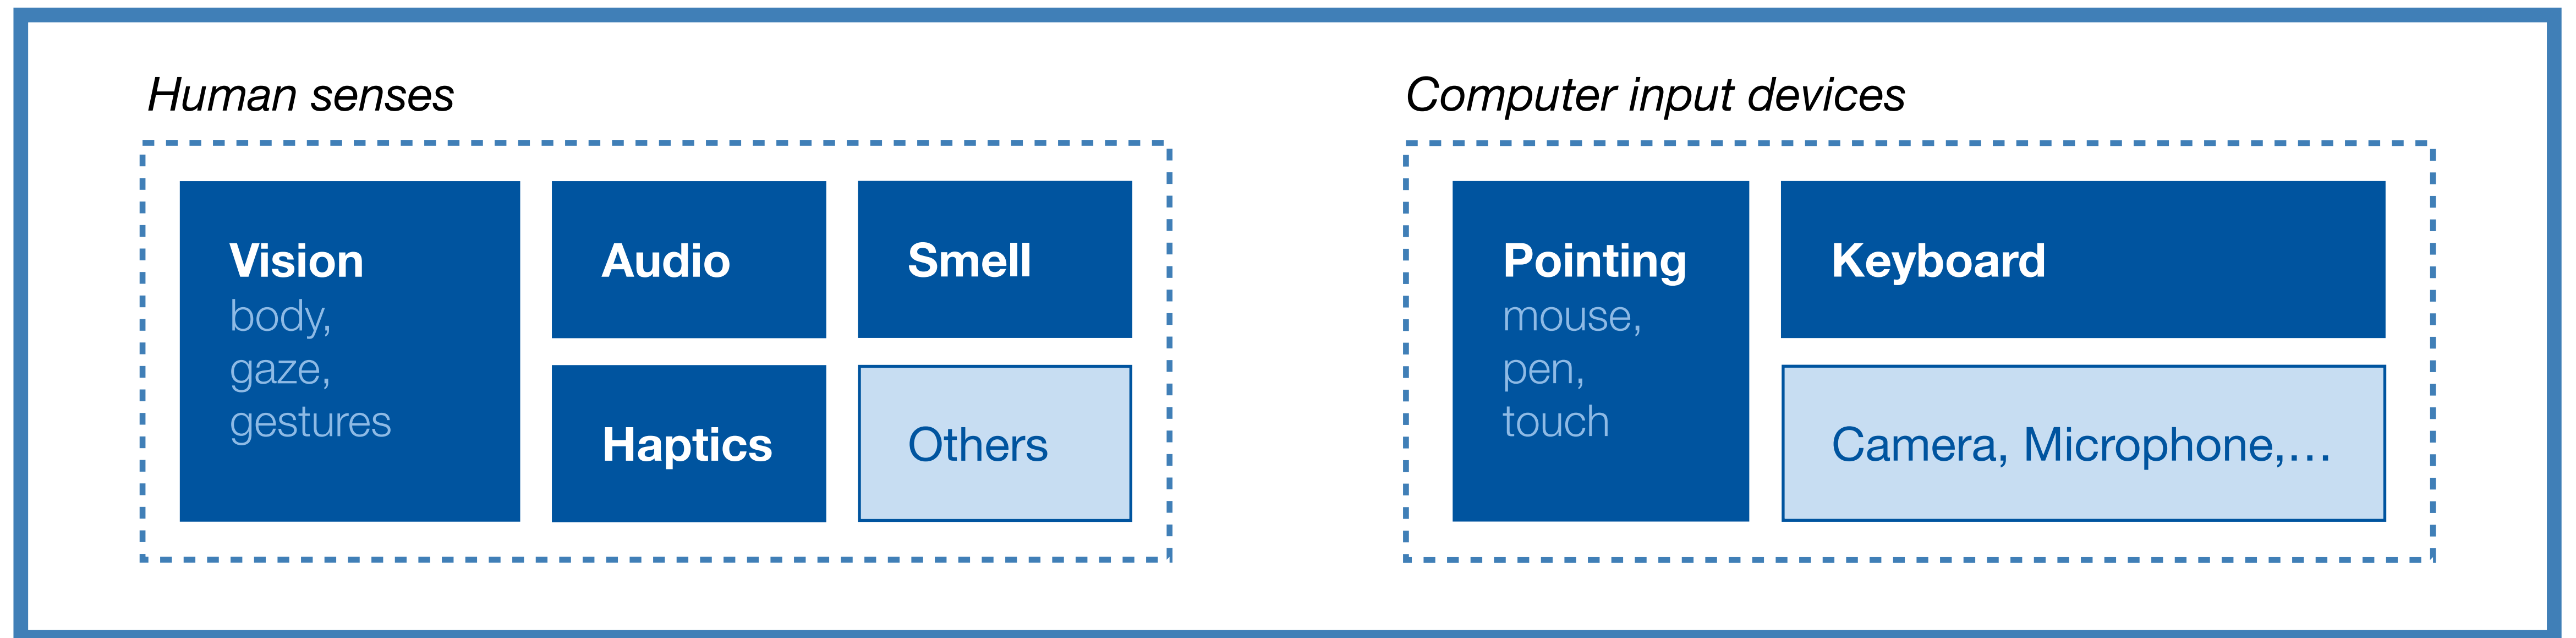 Human senses
Vision
body,
gaze,
gestures
Audio
Smell
Haptics
Others
Computer input devices
Pointing
mouse,
pen,
touch
Keyboard
Camera, Microphone,...